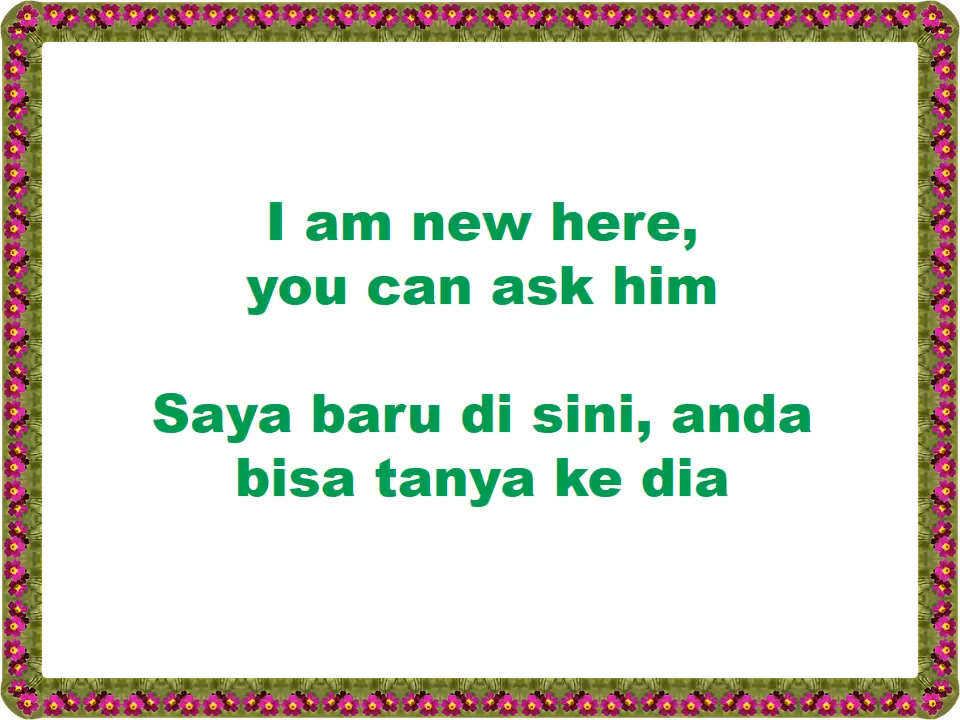 I am new here,
you can ask him
Saya baru di sini, anda
bisa tanya ke dia